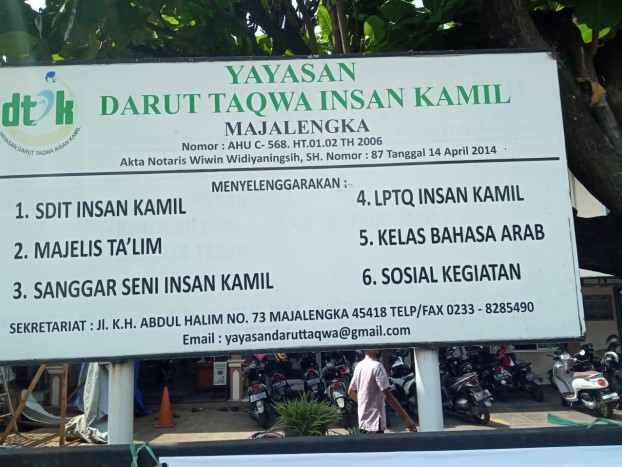 dtik
YAYASAN DARUT TAQWA INSAN KAMIL
YAYASAN
DARUT TAQWA INSAN KAMIL
MAJALENGKA
Nomor : AHU C- 568. HT.01.02 TH 2006
Akta Notaris Wiwin Widiyaningsih, SH. Nomor : 87 Tanggal 14 April 2014
MENYELENGGARAKAN :
1. SDIT INSAN KAMIL
2. MAJELIS TA'LIM
3. SANGGAR SENI INSAN KAMIL
4. LPTQ INSAN KAMIL
5. KELAS BAHASA ARAB
6. SOSIAL KEGIATAN
SEKRETARIAT : Jl. K.H. ABDUL HALIM NO. 73 MAJALENGKA 45418 TELP/FAX 0233 - 8285490
Email : yayasandaruttaqwa@gmail.com